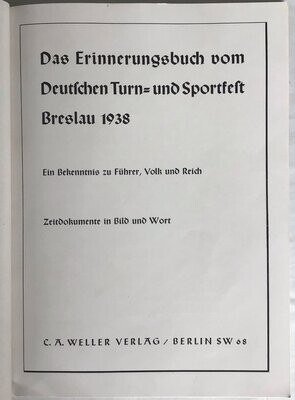 Das Erinnerungsbuch vom
Deutschen Turn= und Sportfest
Breslau 1938
Ein Bekenntnis zu Führer, Volk und Reich
Zeitdokumente in Bild und Wort
C. A. WELLER VERLAG / BERLIN SW 68